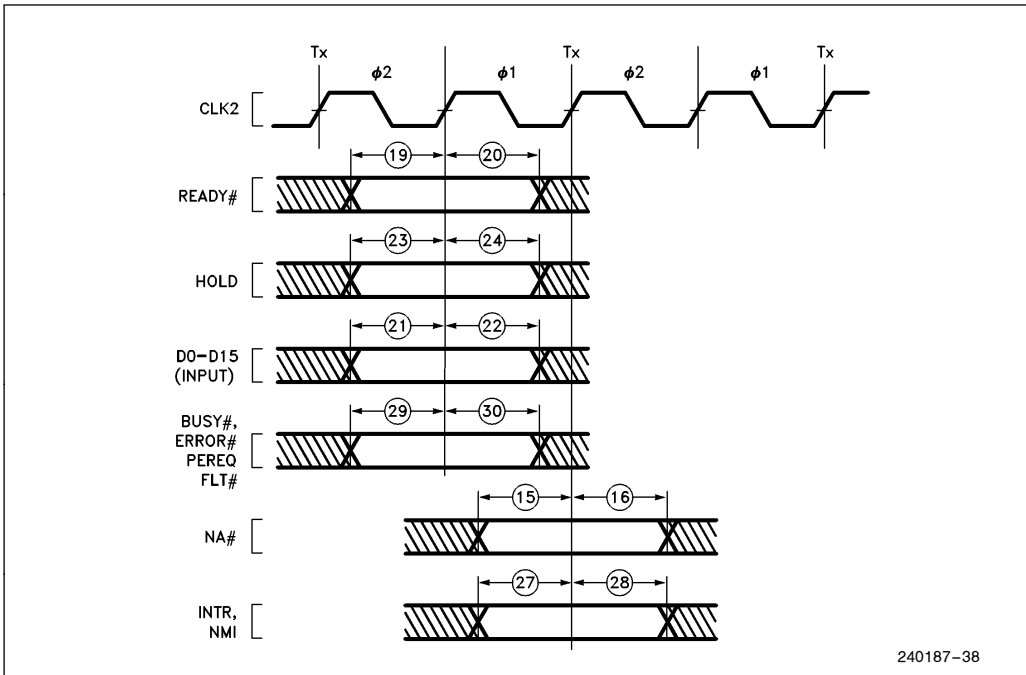 Tx Tx Tx
φ2 φ1 φ2 φ1
CLK2
19 20
READY#
23 24
HOLD
21 22
D0-D15
(INPUT)
29 30
BUSY#,
ERROR#
PEREQ
FLT#
15 16
NA#
27 28
INTR,
NMI
240187-38